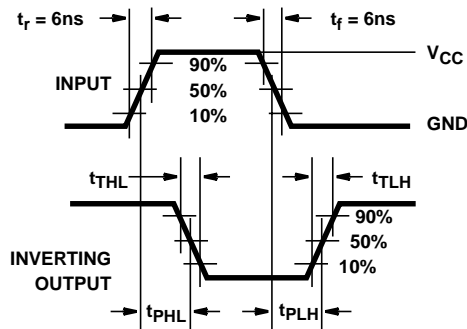 tr = 6ns
tf = 6ns
VCC
90%
INPUT
50%
10%
GND
tTHL
tTLH
90%
50%
INVERTING
OUTPUT
10%
tPHL
tPLH